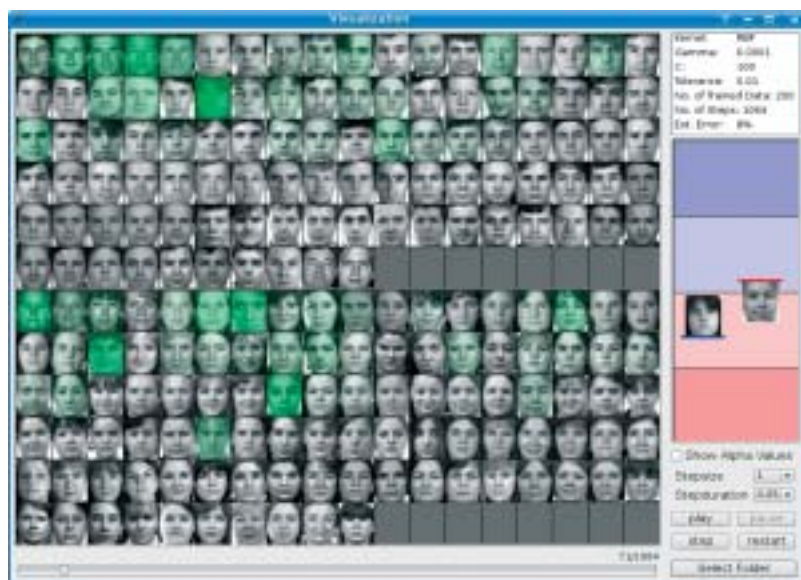 Visualization
Kernel: RBF
Gamma: 0.0001
C: 100
Tolerance: 0.01
No. of Trained Data: 200
No. of Steps: 1064
Est. Error: 8%
Show Alpha Values
Stepsize 1
Stepduration
play pause
stop restart
Select Folder